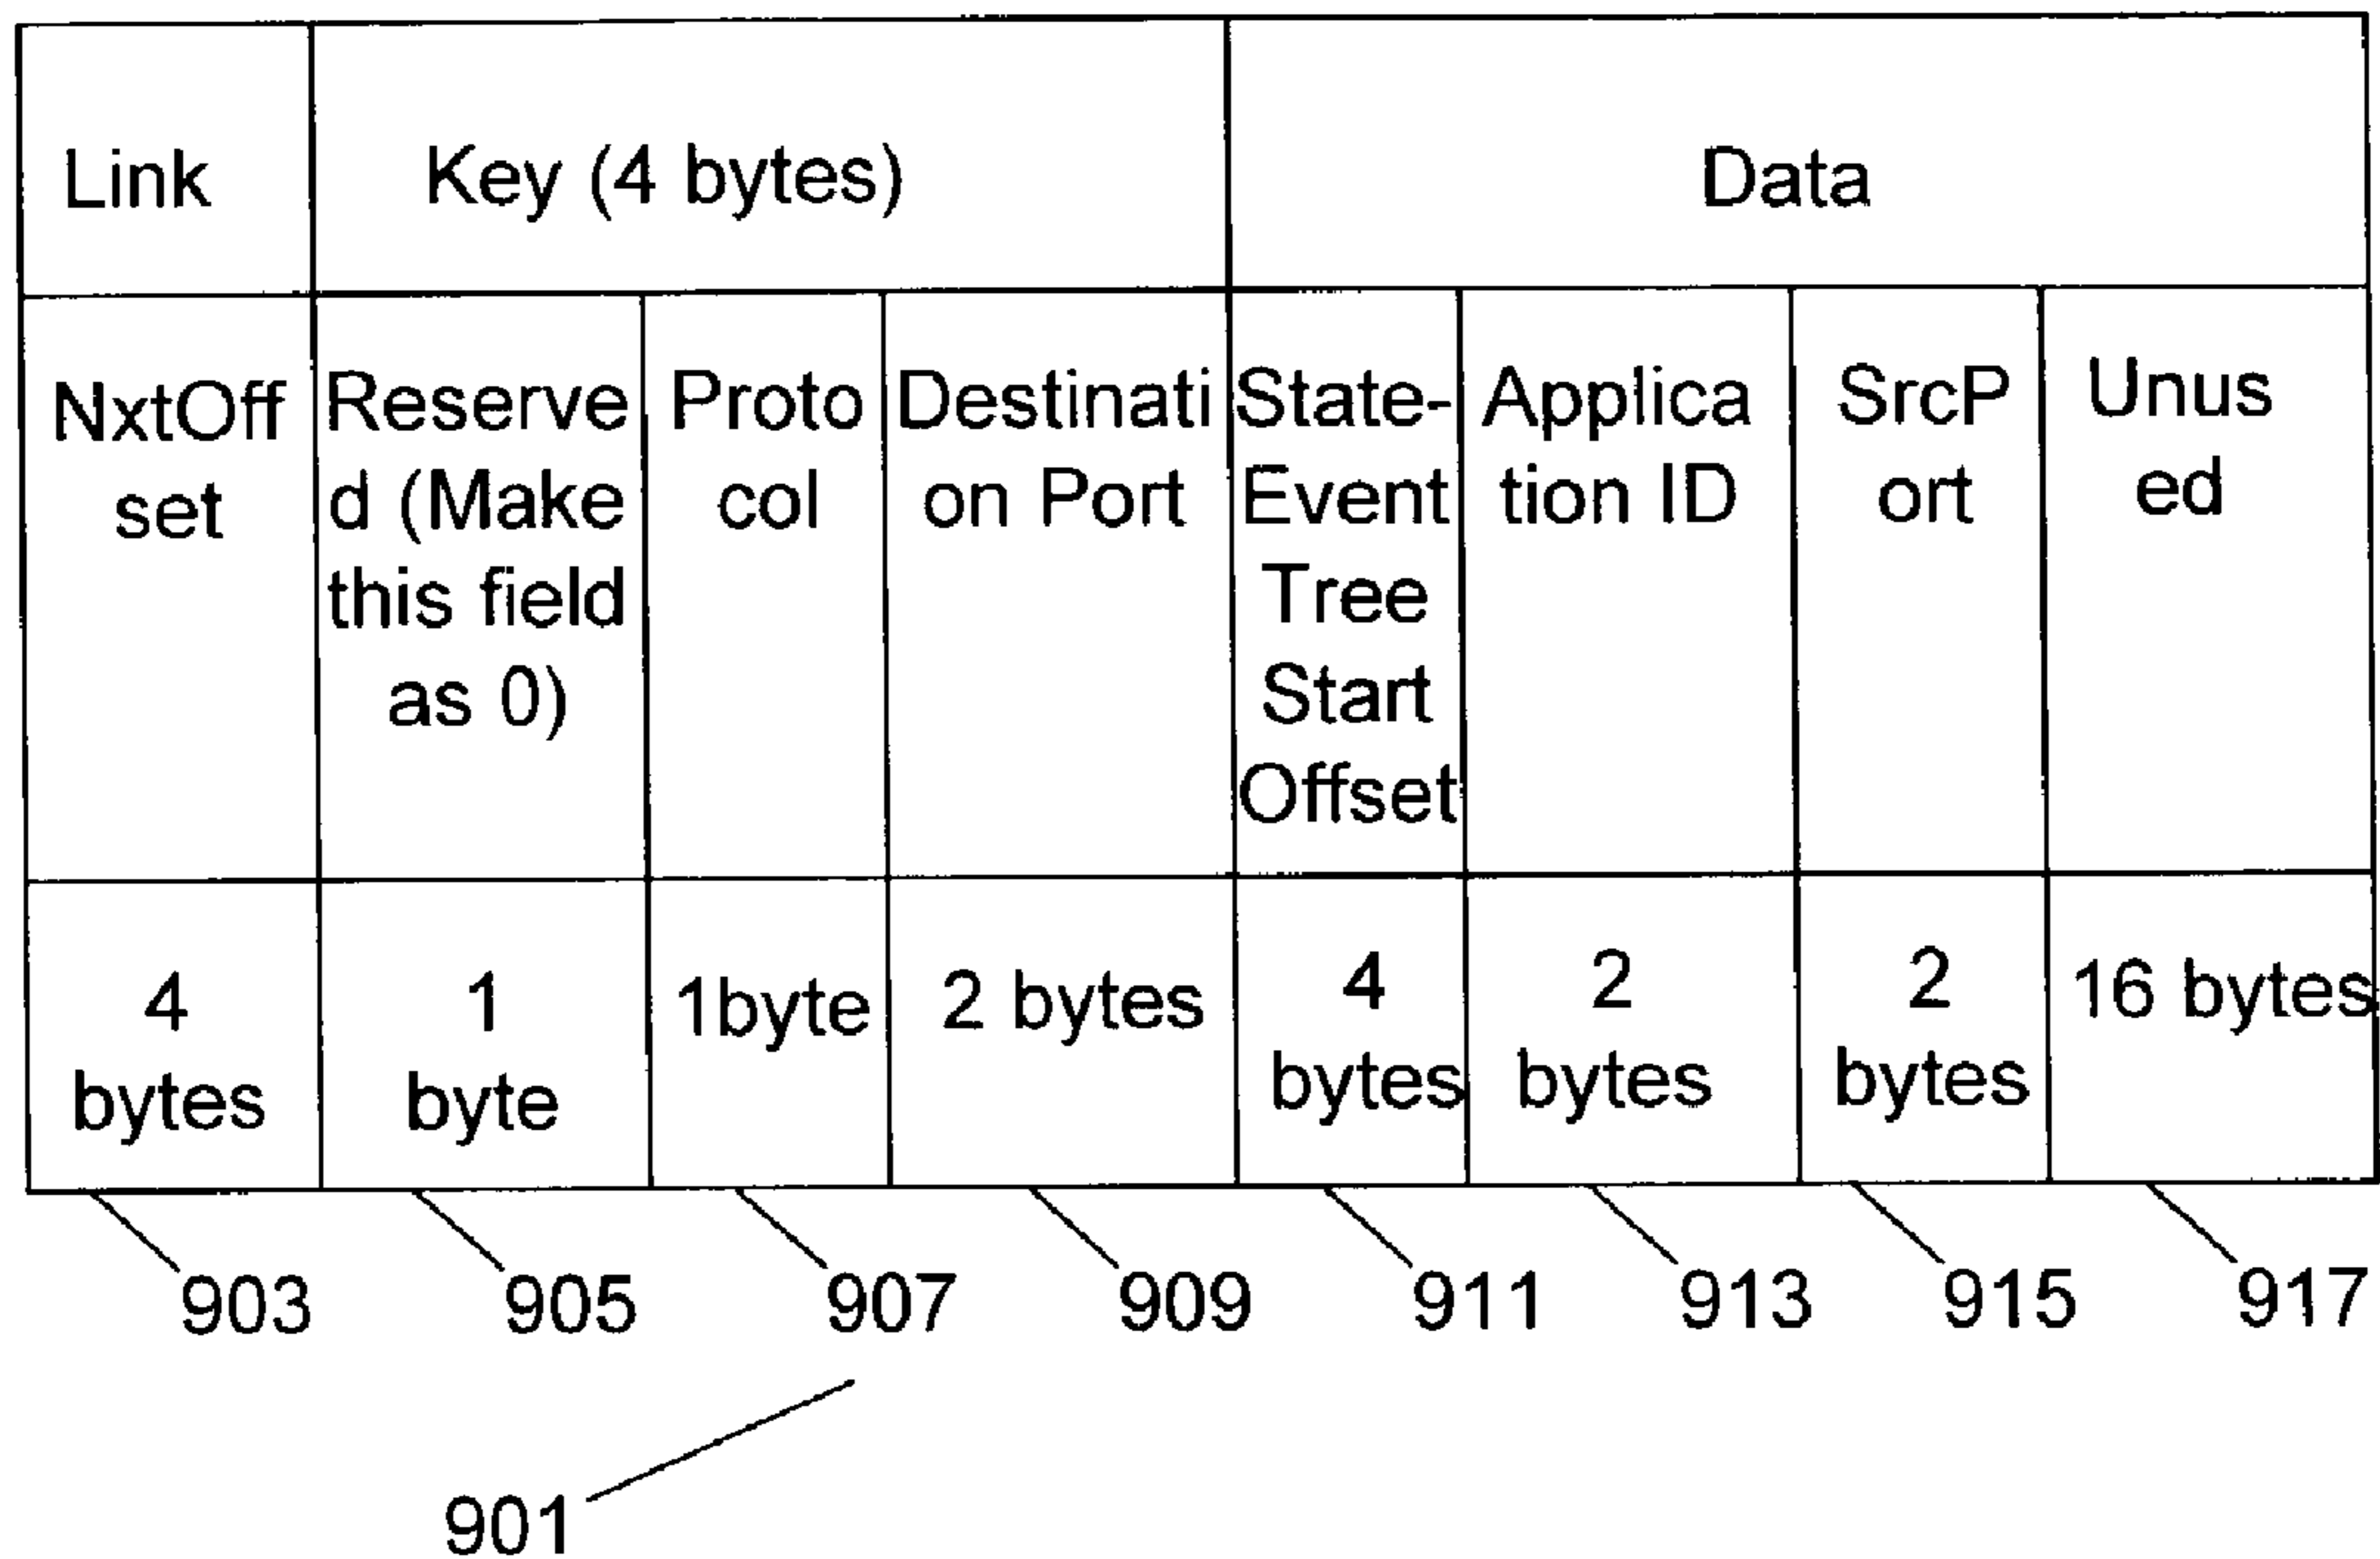 Link
Key (4 bytes)
Data
NxtOff
set
Reserve
d (Make
this field
as 0)
Proto
col
Destinati
on Port
State-
Event
Tree
Start
Offset
Applica
tion ID
SrcP
ort
Unus
ed
4
bytes
1
byte
1byte
2 bytes
4
bytes
2
bytes
2
bytes
16 bytes
903
905
907
909
911
913
915
917
901